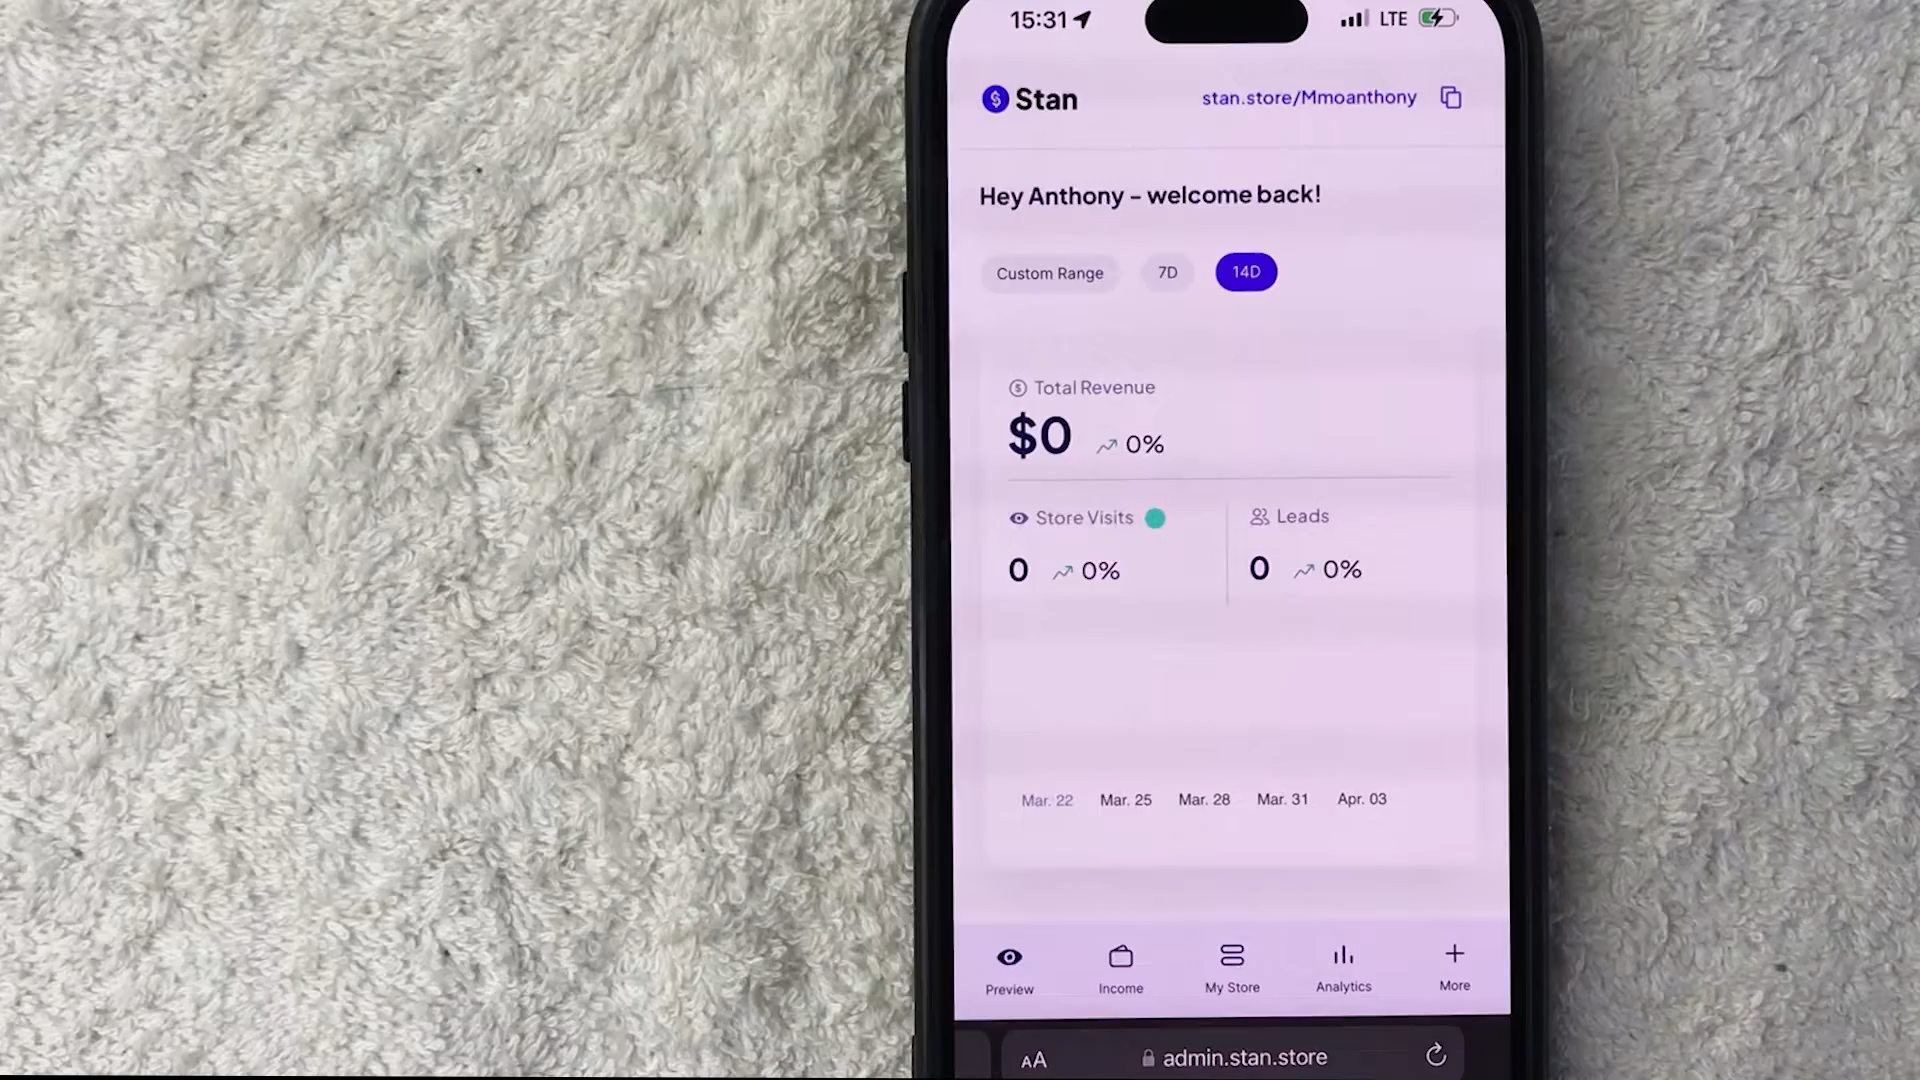 15:31 LTE
Stan stan.store/Mmoanthony
Hey Anthony – welcome back!
Custom Range 7D 14D
Total Revenue
$0 0%
Store Visits Leads
0 0% 0 0%
Mar. 22 Mar. 25 Mar. 28 Mar. 31 Apr. 03
Preview Income My Store Analytics More
AA admin.stan.store